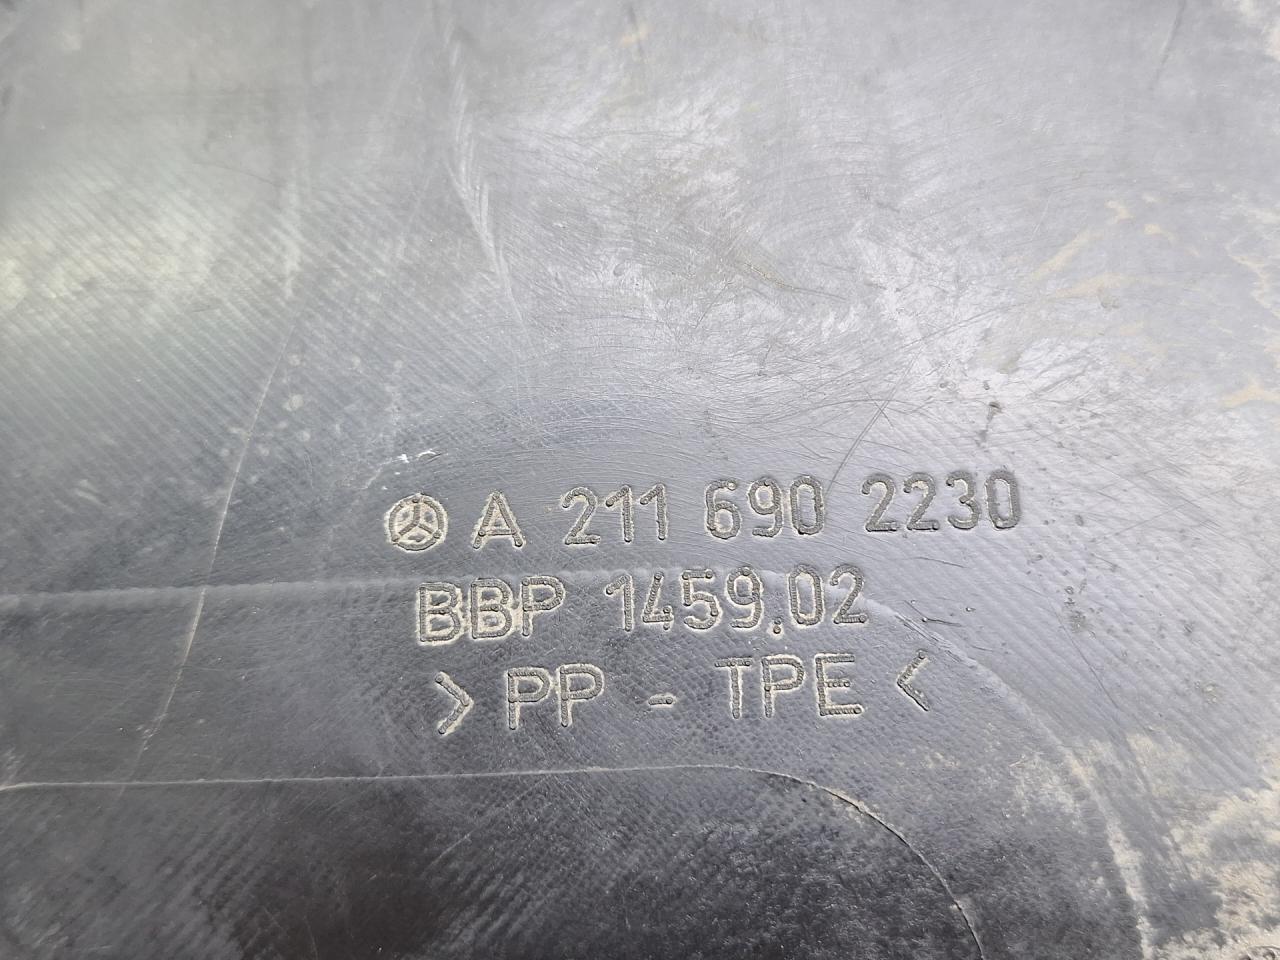 A 211 690 2230
BBP 1459.02
> PP - TPE <